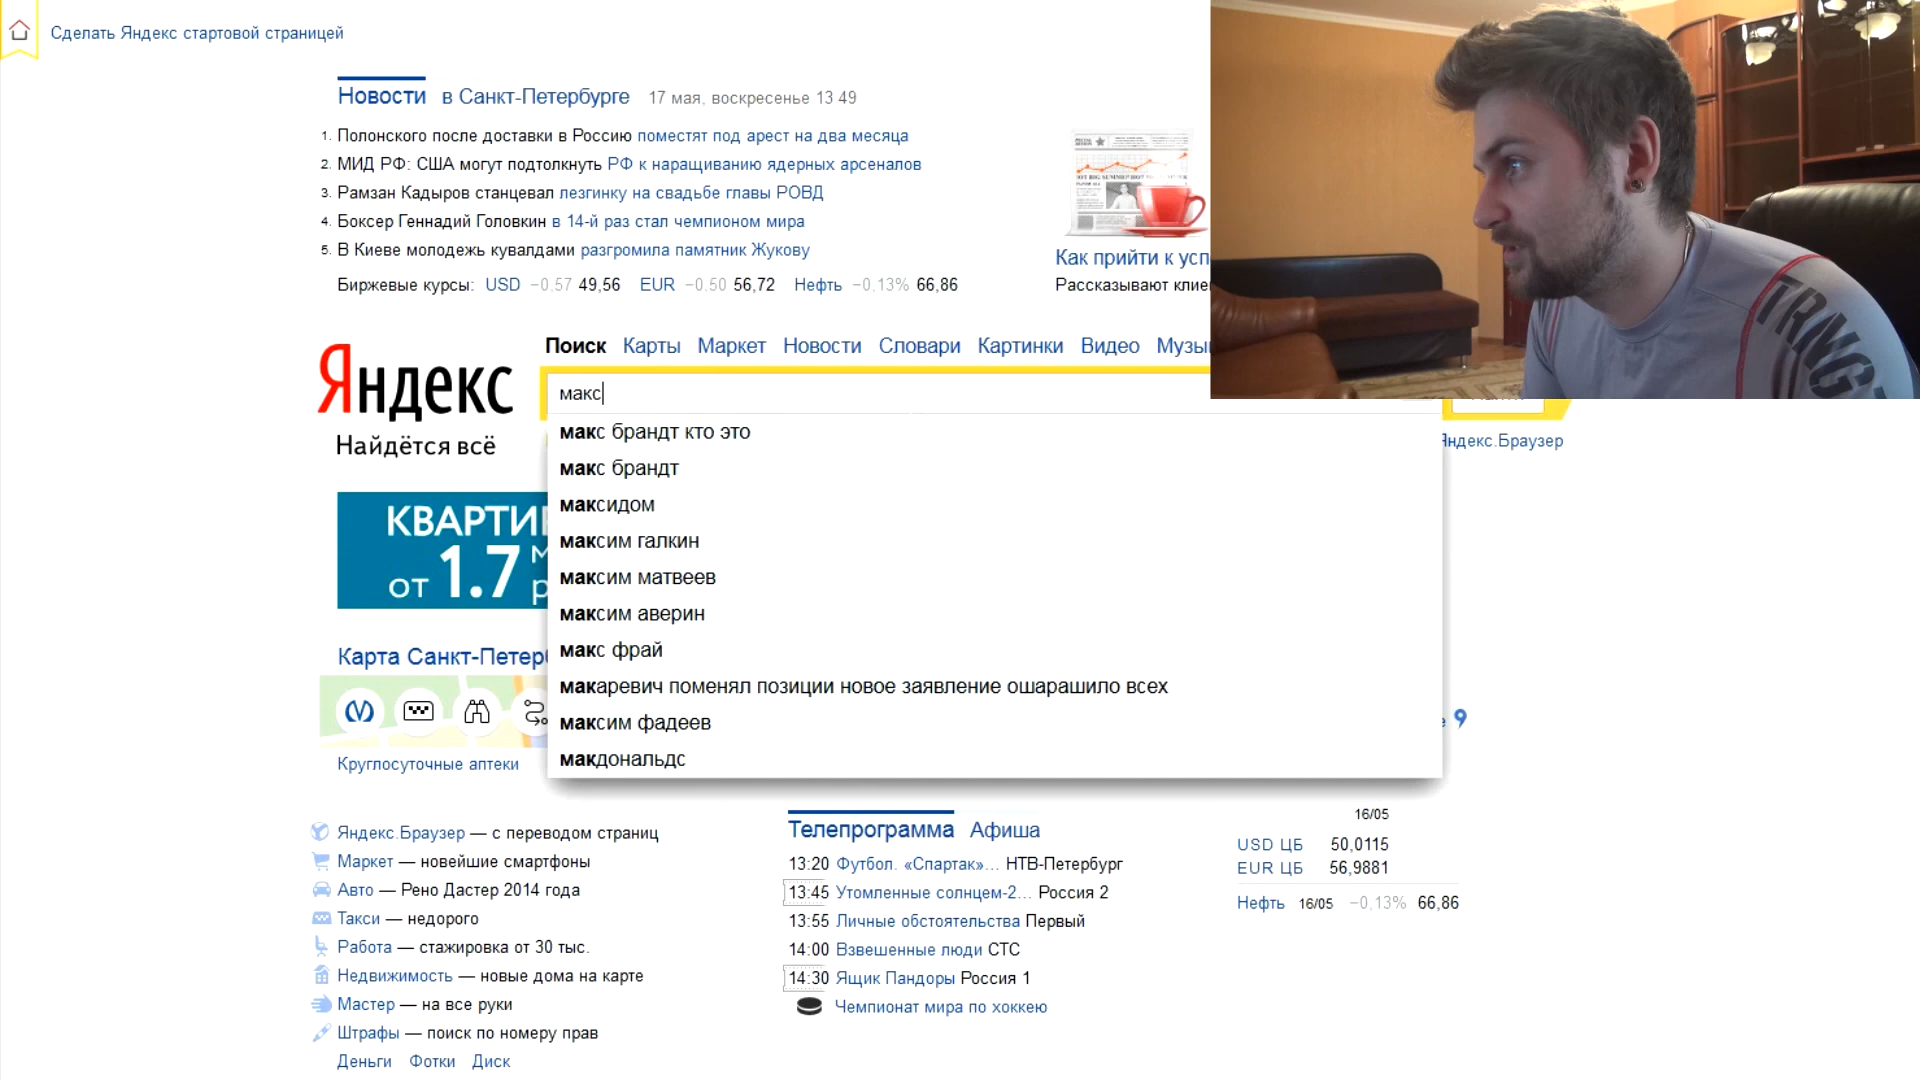 Сделать Яндекс стартовой страницей
Новости в Санкт-Петербурге 17 мая, воскресенье 13 49
1. Полонского после доставки в Россию поместят под арест на два месяца
2. МИД РФ: США могут подтолкнуть РФ к наращиванию ядерных арсеналов
3. Рамзан Кадыров станцевал лезгинку на свадьбе главы РОВД
4. Боксер Геннадий Головкин в 14-й раз стал чемпионом мира
5. В Киеве молодежь кувалдами разгромила памятник Жукову
Биржевые курсы: USD −0.57 49,56 EUR −0.50 56,72 Нефть −0.13% 66,86
Как прийти к усп
Рассказывают клие
TRNG
Поиск Карты Маркет Новости Словари Картинки Видео Музы
Яндекс
Найдётся всё
макс
Яндекс.Браузер
макс брандт кто это
макс брандт
максидом
максим галкин
максим матвеев
максим аверин
макс фрай
макаревич поменял позиции новое заявление ошарашило всех
максим фадеев
макдональдс
КВАРТИ
от 1.7
Карта Санкт-Петер
Круглосуточные аптеки
Яндекс.Браузер — с переводом страниц
Маркет — новейшие смартфоны
Авто — Рено Дастер 2014 года
Такси — недорого
Работа — стажировка от 30 тыс.
Недвижимость — новые дома на карте
Мастер — на все руки
Штрафы — поиск по номеру прав
Деньги Фотки Диск
Телепрограмма Афиша
13:20 Футбол. «Спартак»… НТВ-Петербург
13:45 Утомленные солнцем-2… Россия 2
13:55 Личные обстоятельства Первый
14:00 Взвешенные люди СТС
14:30 Ящик Пандоры Россия 1
Чемпионат мира по хоккею
16/05
USD ЦБ 50,0115
EUR ЦБ 56,9881
Нефть 16/05 −0,13% 66,86